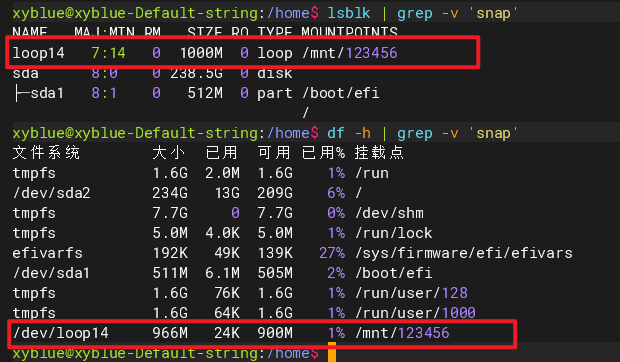 xyblue@xyblue-Default-string:/home$ lsblk | grep -v 'snap'
NAME   MAJ:MIN RM   SIZE RO TYPE MOUNTPOINTS
loop14   7:14   0  1000M  0 loop /mnt/123456
sda      8:0    0 238.5G  0 disk
├─sda1   8:1    0   512M  0 part /boot/efi
/
xyblue@xyblue-Default-string:/home$ df -h | grep -v 'snap'
文件系统        大小  已用  可用 已用% 挂载点
tmpfs           1.6G  2.0M  1.6G    1% /run
/dev/sda2       234G   13G  209G    6% /
tmpfs           7.7G     0  7.7G    0% /dev/shm
tmpfs           5.0M  4.0K  5.0M    1% /run/lock
efivarfs        192K   49K  139K   27% /sys/firmware/efi/efivars
/dev/sda1       511M  6.1M  505M    2% /boot/efi
tmpfs           1.6G   76K  1.6G    1% /run/user/128
tmpfs           1.6G   64K  1.6G    1% /run/user/1000
/dev/loop14     966M   24K  900M    1% /mnt/123456
xyblue@xyblue-Default-string:/home$